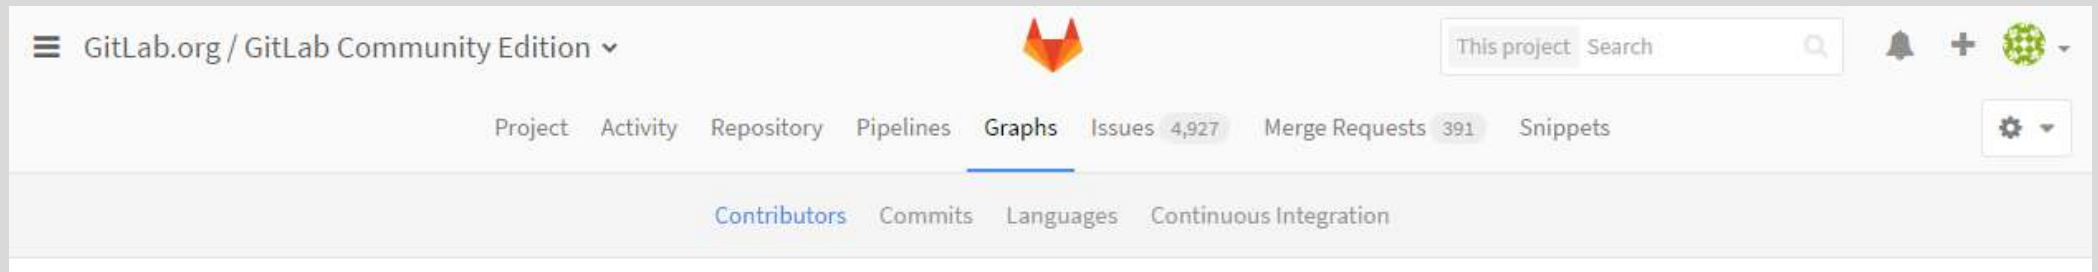 GitLab.org / GitLab Community Edition This project Search
Project Activity Repository Pipelines Graphs Issues 4,927 Merge Requests 391 Snippets
Contributors Commits Languages Continuous Integration